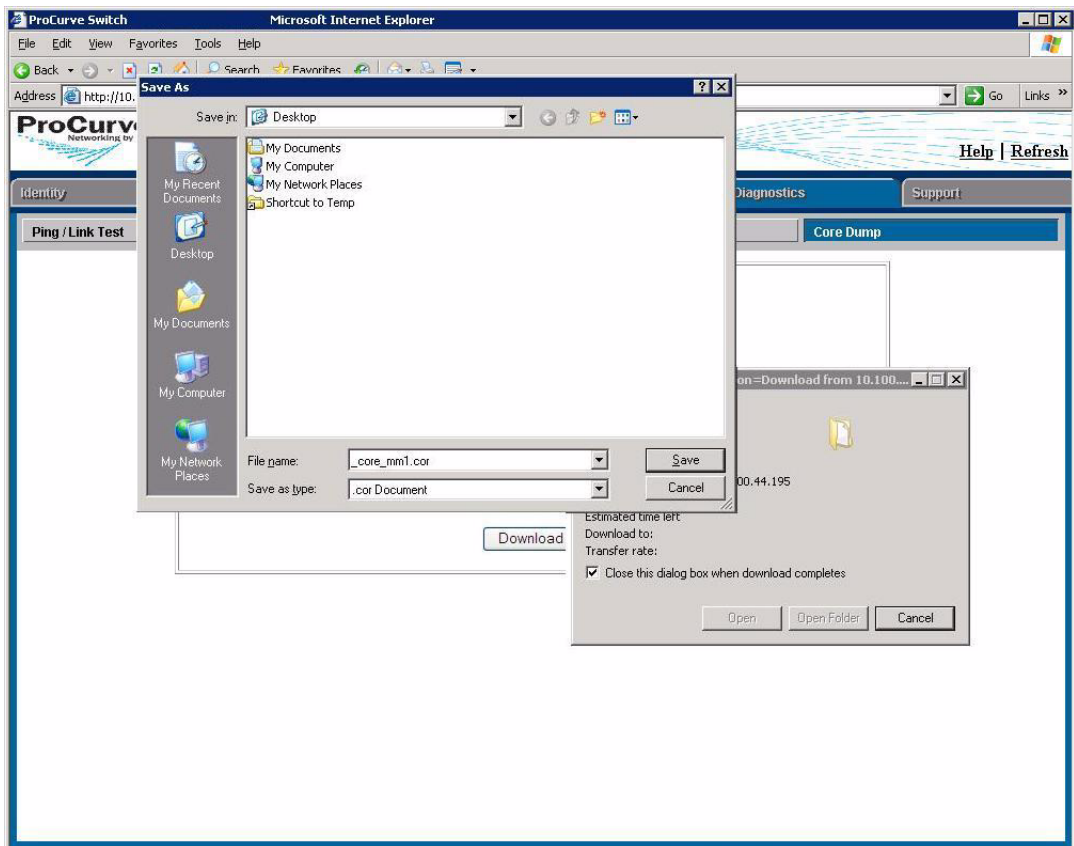 ProCurve Switch Microsoft Internet Explorer
File Edit View Favorites Tools Help
Back Search Favorites
Address http://10. Go Links »
Save As
Save in: Desktop
My Recent Documents
Desktop
My Documents
My Computer
My Network Places
My Documents
My Computer
My Network Places
Shortcut to Temp
File name: _core_mm1.cor Save
Save as type: .cor Document Cancel
ProCurv
Networking by
Help | Refresh
Identity Diagnostics Support
Ping / Link Test Core Dump
on=Download from 10.100....
00.44.195
Estimated time left
Download to:
Transfer rate:
Close this dialog box when download completes
Open Open Folder Cancel
Download